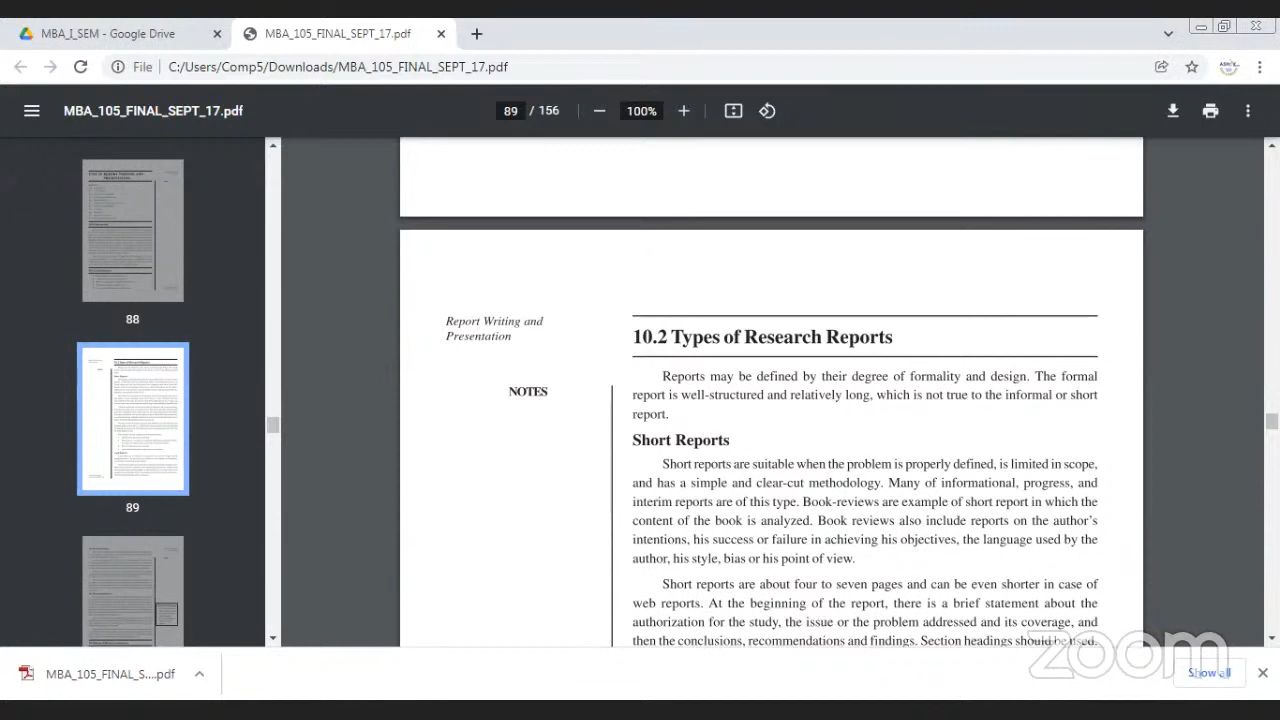 MBA_I_SEM - Google Drive
MBA_105_FINAL_SEPT_17.pdf
File
C:/Users/Comp5/Downloads/MBA_105_FINAL_SEPT_17.pdf
MBA_105_FINAL_SEPT_17.pdf
89 / 156
100%
88
89
Report Writing and
Presentation
NOTES
10.2 Types of Research Reports
Reports may be defined by their degree of formality and design. The formal
report is well-structured and relatively long, which is not true to the informal or short
report.
Short Reports
Short reports are suitable when the problem is properly defined, is limited in scope,
and has a simple and clear-cut methodology. Many of informational, progress, and
interim reports are of this type. Book-reviews are example of short report in which the
content of the book is analyzed. Book reviews also include reports on the author's
intentions, his success or failure in achieving his objectives, the language used by the
author, his style, bias or his point of view.
Short reports are about four to seven pages and can be even shorter in case of
web reports. At the beginning of the report, there is a brief statement about the
authorization for the study, the issue or the problem addressed and its coverage, and
then the conclusions, recommendations and findings. Section headings should be used.
zoom
MBA_105_FINAL_S....pdf
Show all